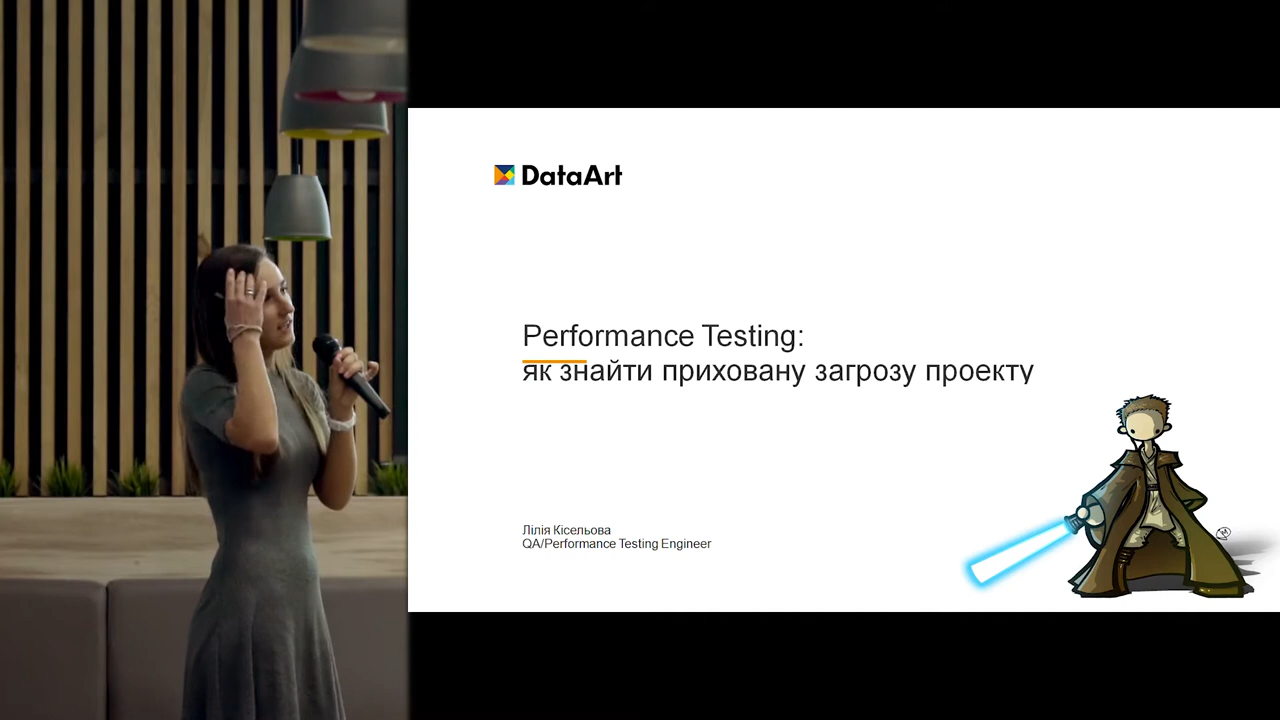 DataArt
Performance Testing:
як знайти приховану загрозу проекту
Лілія Кісельова
QA/Performance Testing Engineer